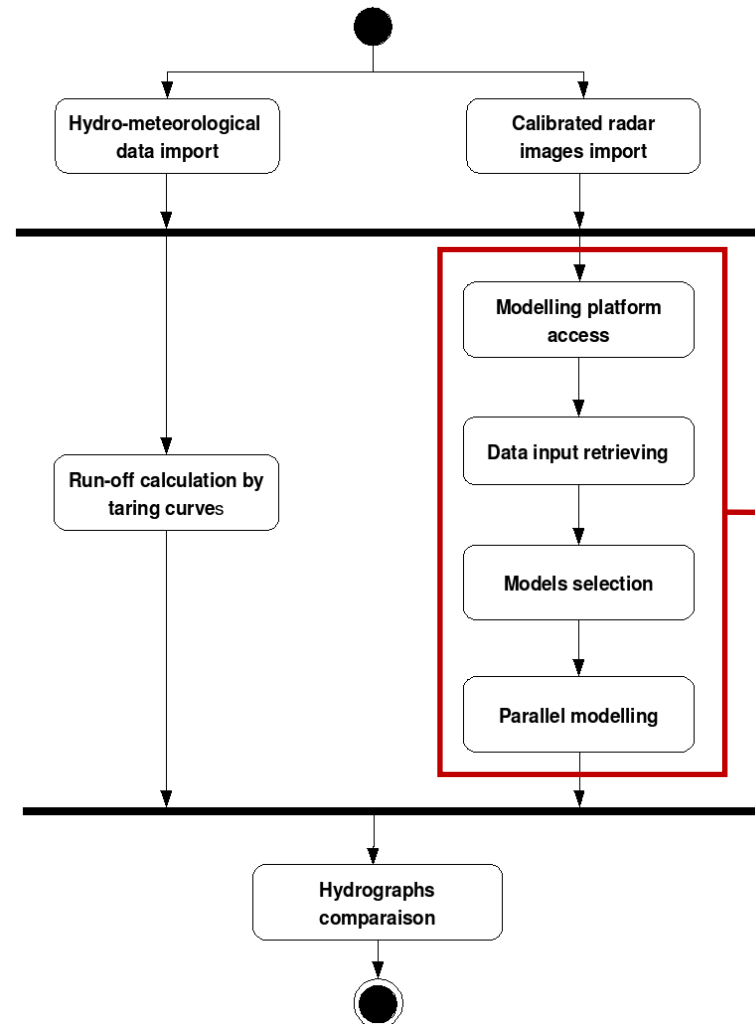 Hydro-meteorological
data import
Calibrated radar
images import
Modelling platform
access
Data input retrieving
Run-off calculation by
taring curves
Models selection
Parallel modelling
Hydrographs
comparaison